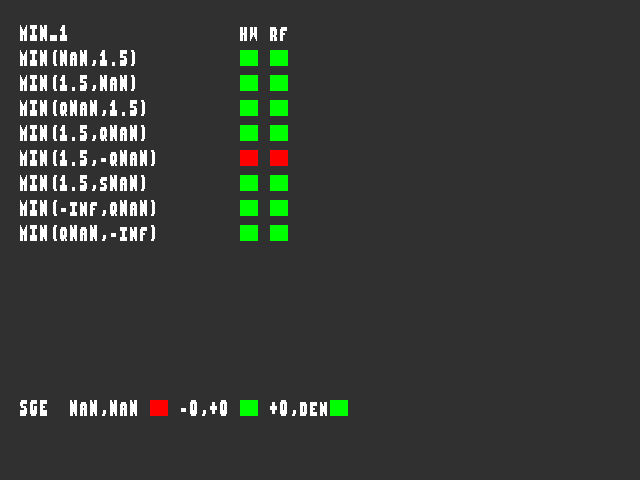 MIN_1 HW RF
MIN(NAN,1.5)
MIN(1.5,NAN)
MIN(QNAN,1.5)
MIN(1.5,QNAN)
MIN(1.5,-QNAN)
MIN(1.5,SNAN)
MIN(-INF,QNAN)
MIN(QNAN,-INF)
SGE NAN,NAN -0,+0 +0,DEN